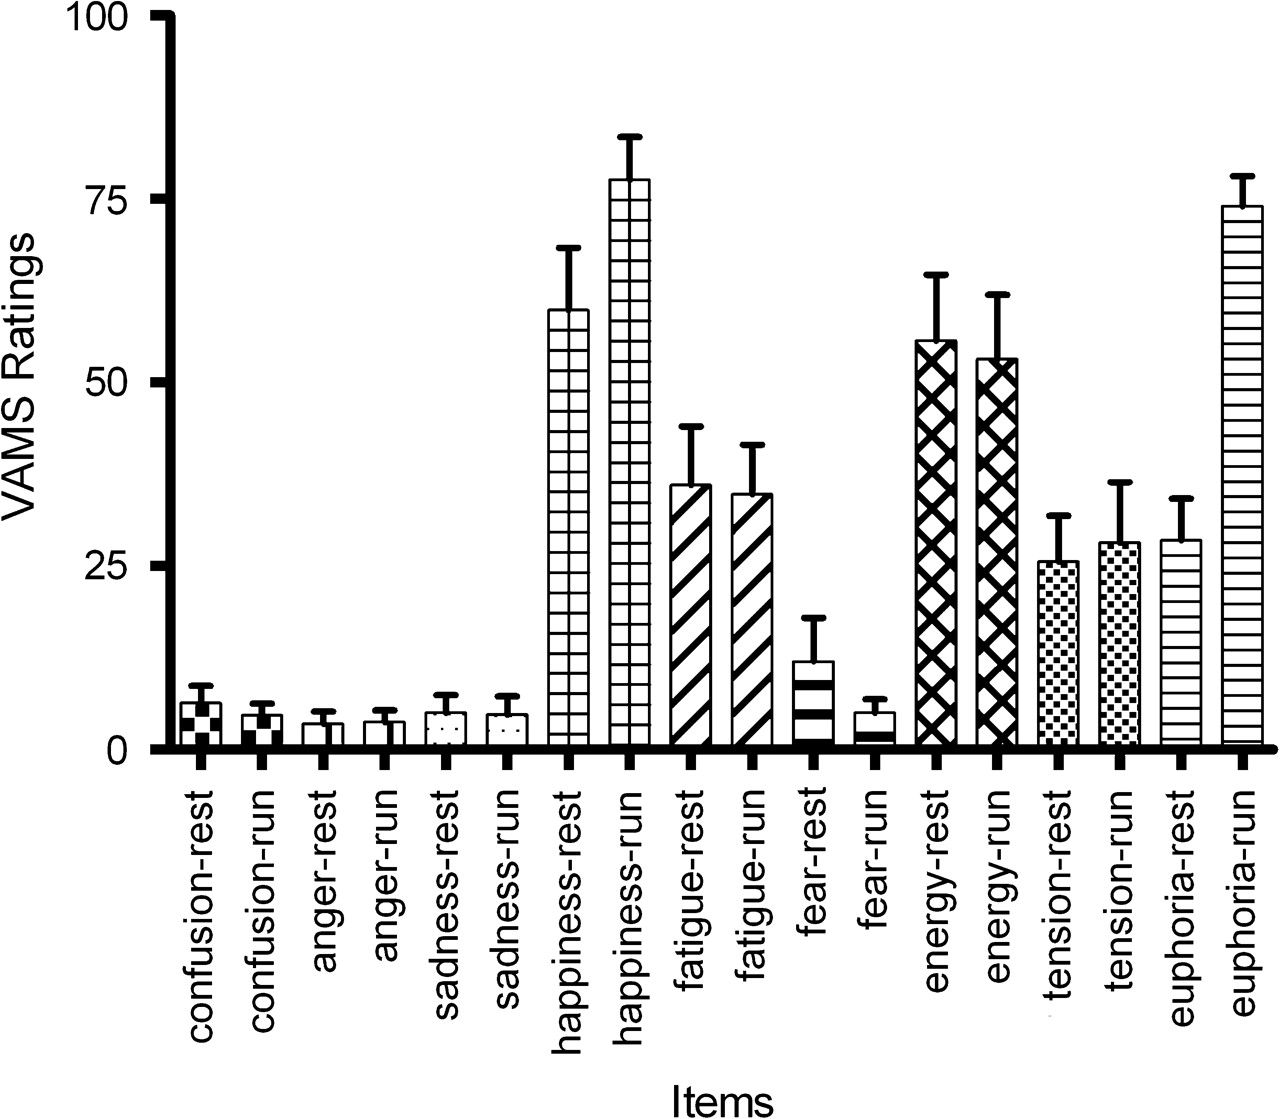 VAMS Ratings
100
75
50
25
0
confusion-rest
confusion-run
anger-rest
anger-run
sadness-rest
sadness-run
happiness-rest
happiness-run
fatigue-rest
fatigue-run
fear-rest
fear-run
energy-rest
energy-run
tension-rest
tension-run
euphoria-rest
euphoria-run
Items